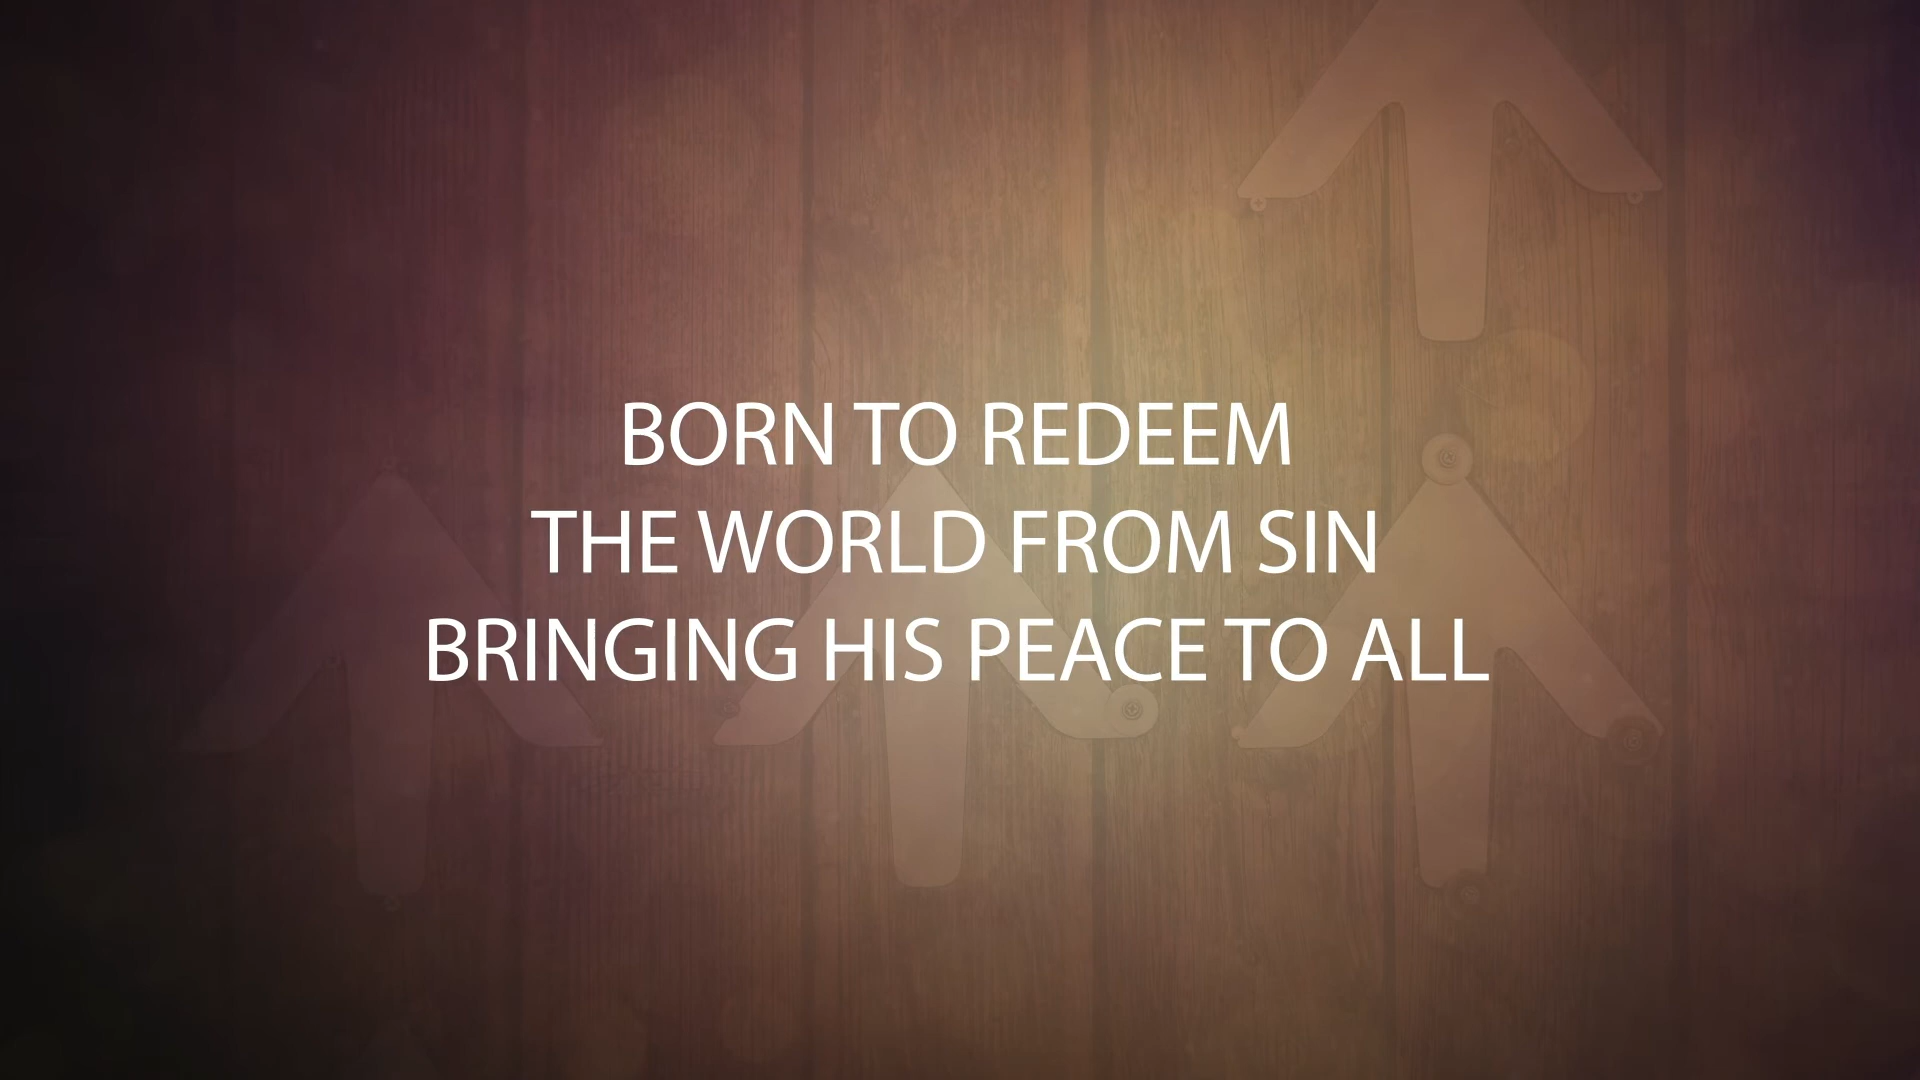 BORN TO REDEEM
THE WORLD FROM SIN
BRINGING HIS PEACE TO ALL